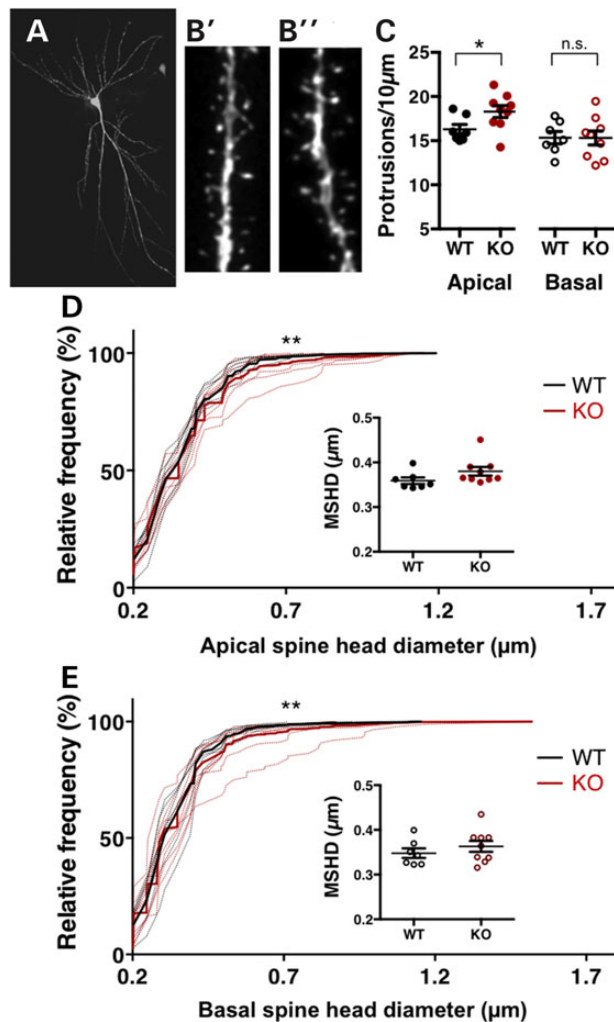 A
B′
B″
C
*
n.s.
Protrusions/10μm
25
20
15
10
5
WT KO WT KO
Apical Basal
D
Relative frequency (%)
100
50
0
**
WT
KO
MSHD (μm)
0.5
0.4
0.3
0.2
WT KO
0.2 0.7 1.2 1.7
Apical spine head diameter (μm)
E
Relative frequency (%)
100
50
0
**
WT
KO
MSHD (μm)
0.5
0.4
0.3
0.2
WT KO
0.2 0.7 1.2 1.7
Basal spine head diameter (μm)